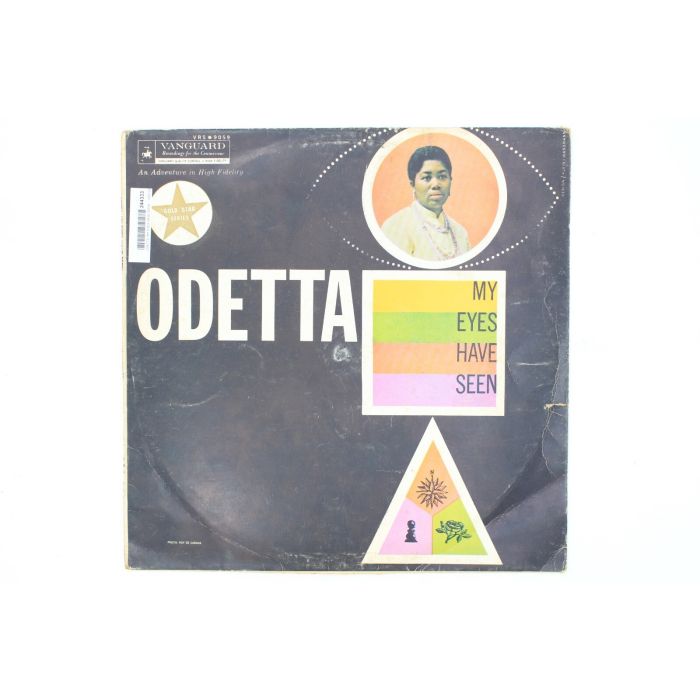 VRS●9059
VANGUARD
Recordings for the Connoisseur
An Adventure in High Fidelity
GOLD STAR
SERIES
ODETTA
MY
EYES
HAVE
SEEN
N